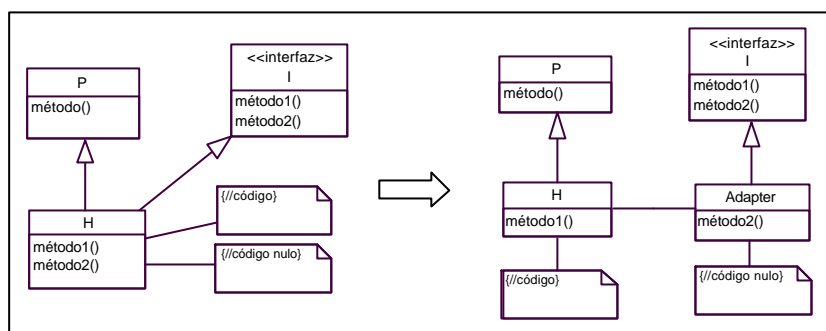 <<interfaz>>
I
método1()
método2()
P
método()
H
método1()
método2()
{//código}
{//código nulo}
<<interfaz>>
I
método1()
método2()
P
método()
H
método1()
Adapter
método2()
{//código}
{//código nulo}